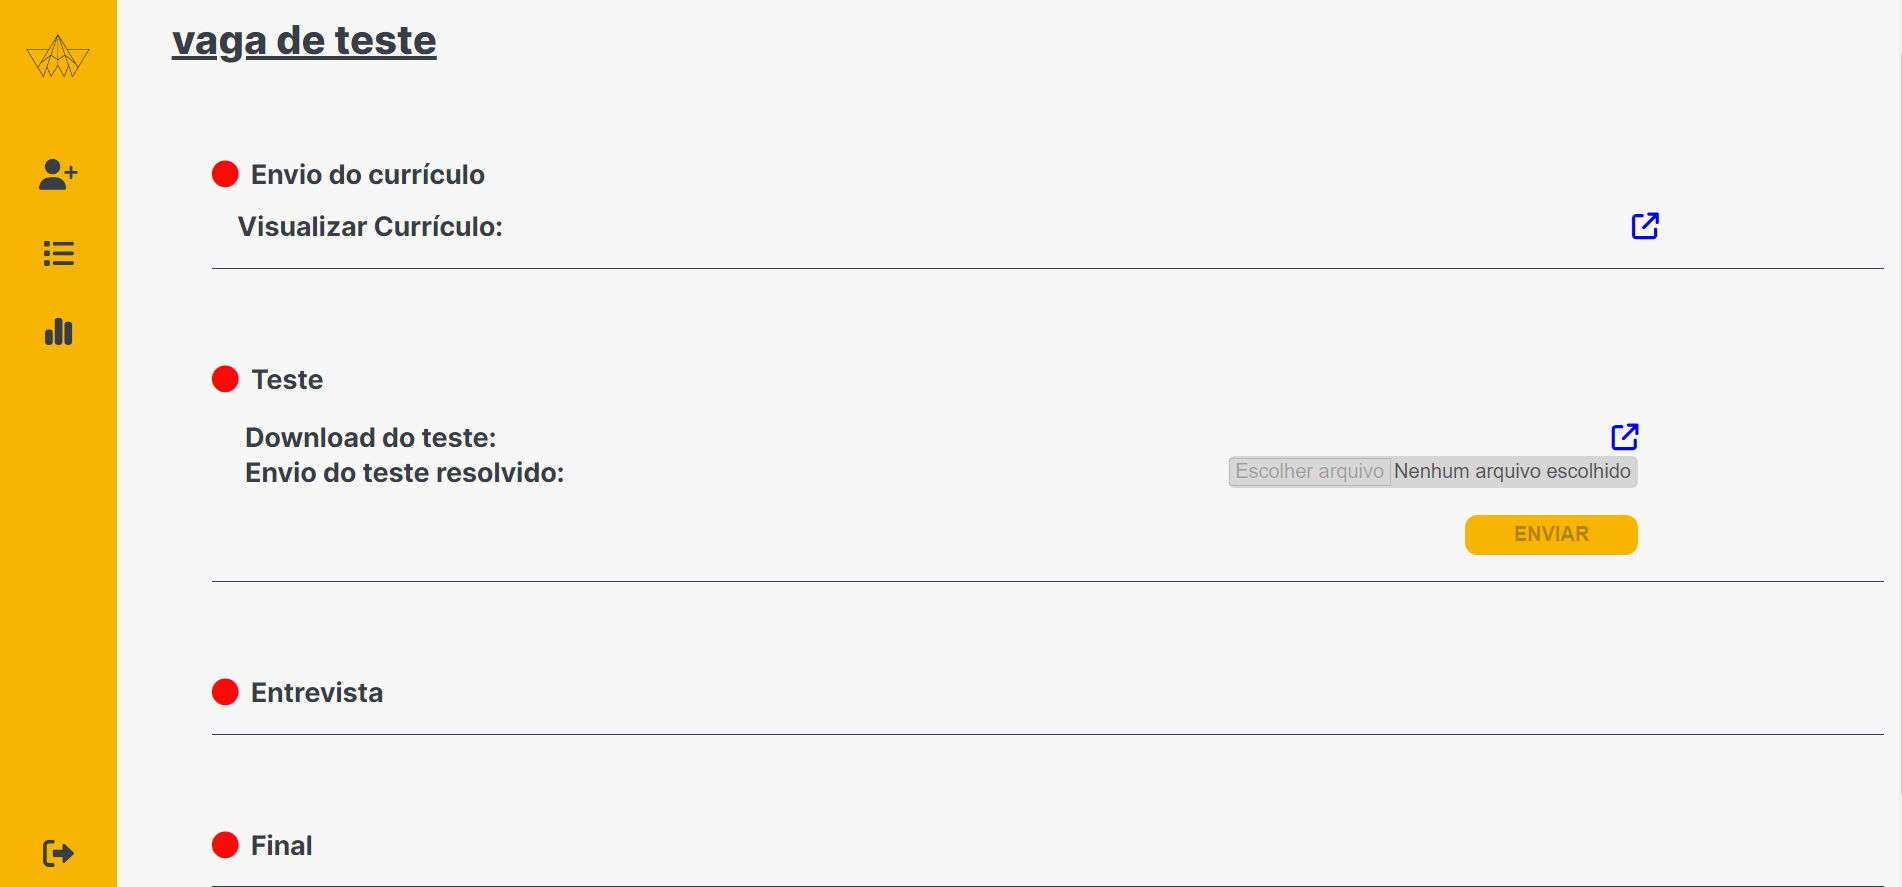 vaga de teste
Envio do currículo
Visualizar Currículo:
Teste
Download do teste:
Envio do teste resolvido:
Escolher arquivo Nenhum arquivo escolhido
ENVIAR
Entrevista
Final